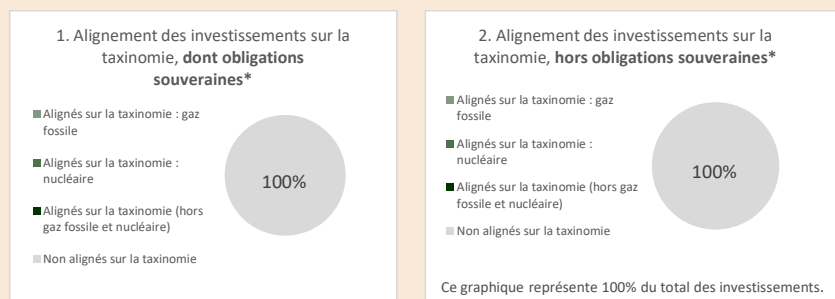 1. Alignement des investissements sur la
taxinomie, dont obligations
souveraines*
Alignés sur la taxinomie : gaz
fossile
Alignés sur la taxinomie :
nucléaire
Alignés sur la taxinomie (hors
gaz fossile et nucléaire)
Non alignés sur la taxinomie
100%
2. Alignement des investissements sur la
taxinomie, hors obligations souveraines*
Alignés sur la taxinomie : gaz
fossile
Alignés sur la taxinomie :
nucléaire
Alignés sur la taxinomie (hors gaz
fossile et nucléaire)
Non alignés sur la taxinomie
100%
Ce graphique représente 100% du total des investissements.